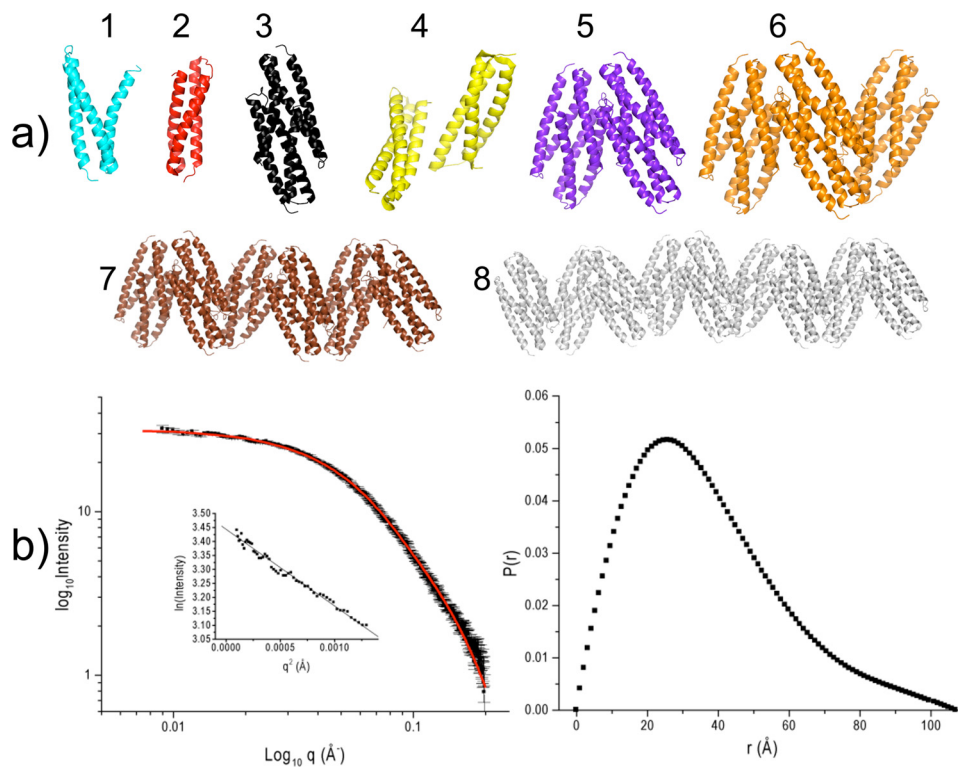 1 2 3 4 5 6
a)
7 8
b)
log₁₀Intensity
10
1
0.01 0.1
Log₁₀ q (Å⁻)
ln(Intensity)
3.50
3.45
3.40
3.35
3.30
3.25
3.20
3.15
3.10
3.05
0.0000 0.0005 0.0010
q² (Å)
P(r)
0.06
0.05
0.04
0.03
0.02
0.01
0.00
0 20 40 60 80 100
r (Å)